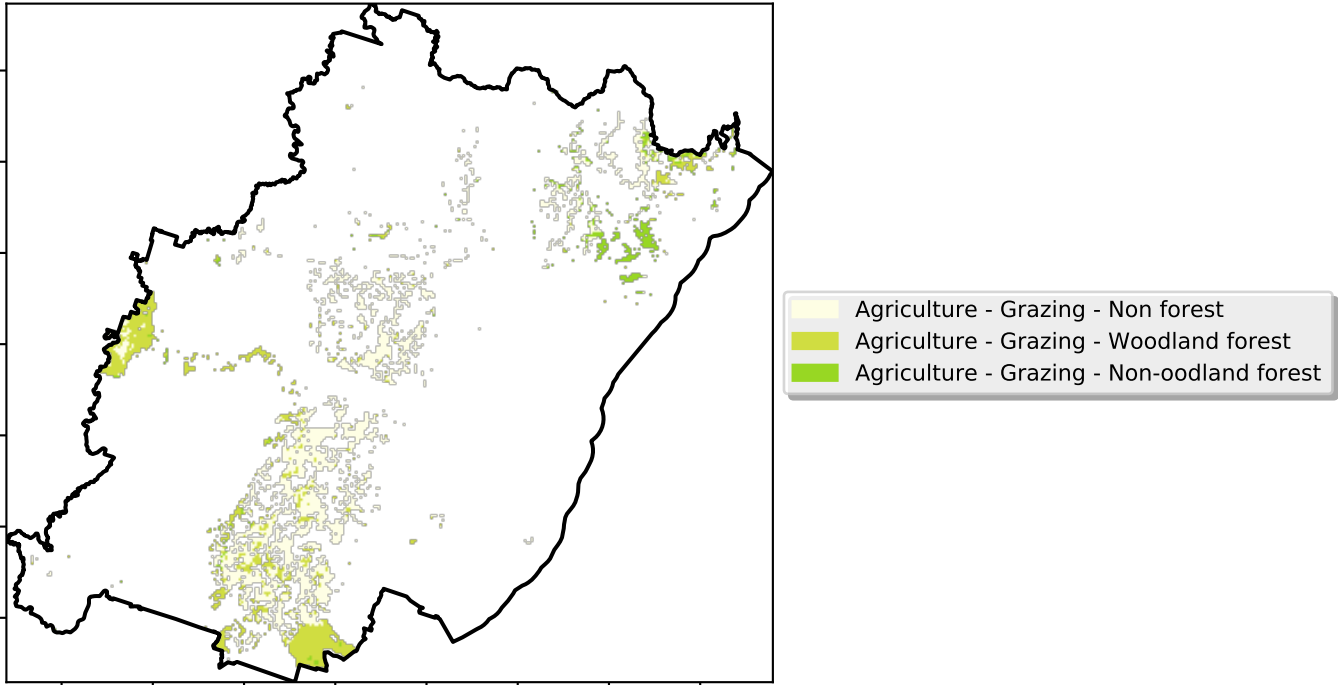 Agriculture - Grazing - Non forest
Agriculture - Grazing - Woodland forest
Agriculture - Grazing - Non-oodland forest